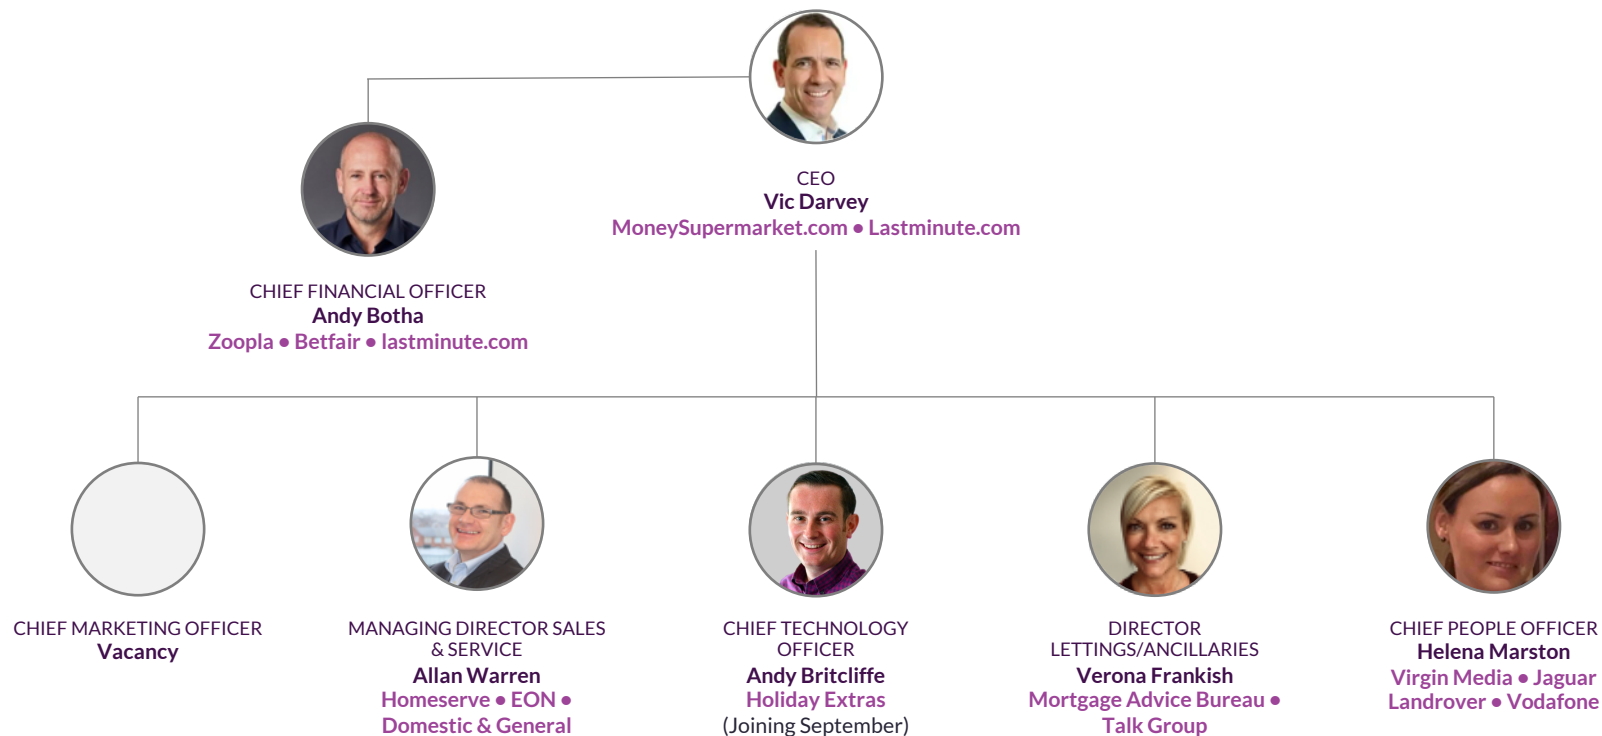 CEO
Vic Darvey
MoneySupermarket.com • Lastminute.com
CHIEF FINANCIAL OFFICER
Andy Botha
Zoopla • Betfair • lastminute.com
CHIEF MARKETING OFFICER
Vacancy
MANAGING DIRECTOR SALES
& SERVICE
Allan Warren
Homeserve • EON •
Domestic & General
CHIEF TECHNOLOGY
OFFICER
Andy Britcliffe
Holiday Extras
(Joining September)
DIRECTOR
LETTINGS/ANCILLARIES
Verona Frankish
Mortgage Advice Bureau •
Talk Group
CHIEF PEOPLE OFFICER
Helena Marston
Virgin Media • Jaguar
Landrover • Vodafone